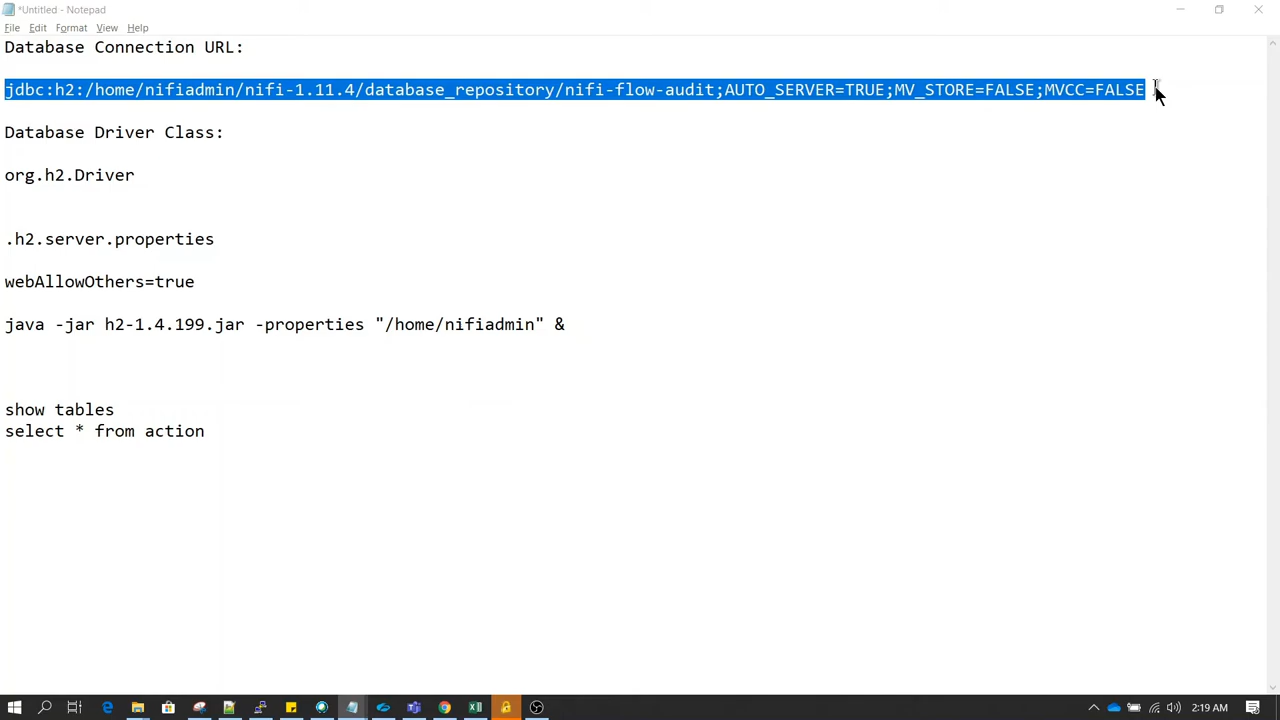 *Untitled - Notepad
File Edit Format View Help
Database Connection URL:
jdbc:h2:/home/nifiadmin/nifi-1.11.4/database_repository/nifi-flow-audit;AUTO_SERVER=TRUE;MV_STORE=FALSE;MVCC=FALSE
Database Driver Class:
org.h2.Driver
.h2.server.properties
webAllowOthers=true
java -jar h2-1.4.199.jar -properties "/home/nifiadmin" &
show tables
select * from action
2:19 AM